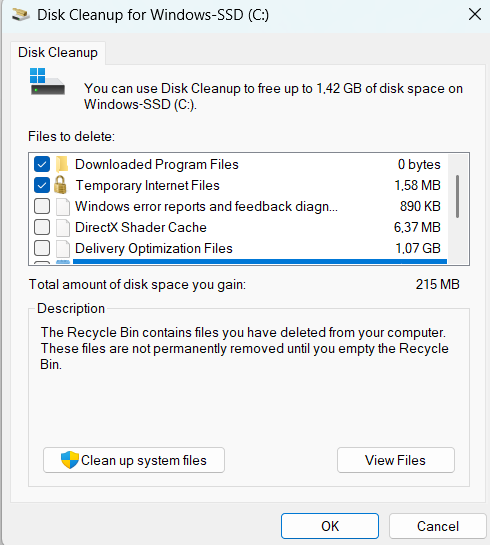 Disk Cleanup for Windows-SSD (C:)
Disk Cleanup
You can use Disk Cleanup to free up to 1,42 GB of disk space on
Windows-SSD (C:).
Files to delete:
Downloaded Program Files 0 bytes
Temporary Internet Files 1,58 MB
Windows error reports and feedback diagn... 890 KB
DirectX Shader Cache 6,37 MB
Delivery Optimization Files 1,07 GB
Total amount of disk space you gain: 215 MB
Description
The Recycle Bin contains files you have deleted from your computer.
These files are not permanently removed until you empty the Recycle
Bin.
Clean up system files
View Files
OK
Cancel